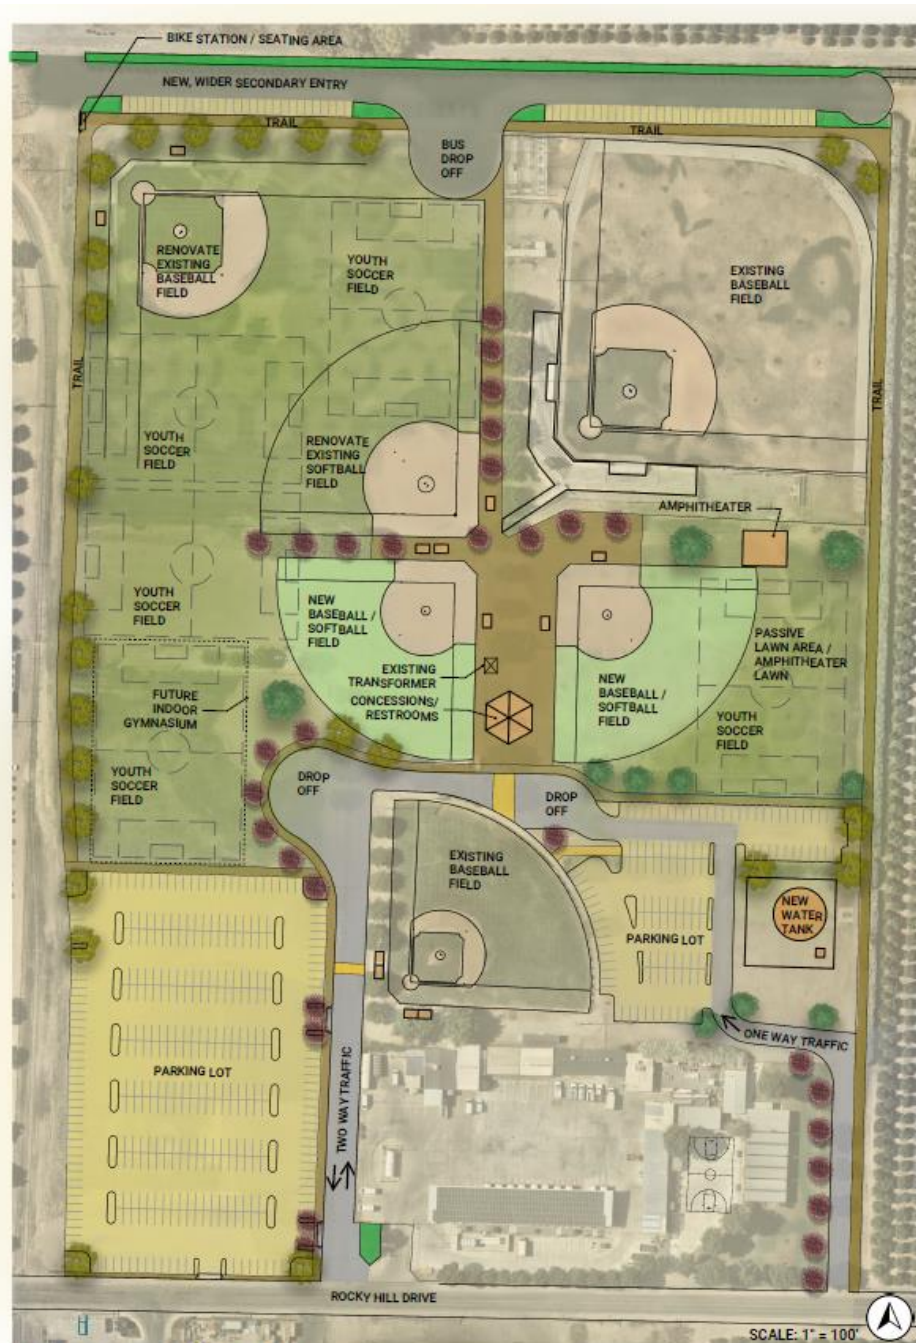 BIKE STATION / SEATING AREA
NEW, WIDER SECONDARY ENTRY
TRAIL
TRAIL
BUS
DROP
OFF
RENOVATE
EXISTING
BASEBALL
FIELD
YOUTH
SOCCER
FIELD
EXISTING
BASEBALL
FIELD
TRAIL
TRAIL
YOUTH
SOCCER
FIELD
RENOVATE
EXISTING
SOFTBALL
FIELD
AMPHITHEATER
YOUTH
SOCCER
FIELD
NEW
BASEBALL /
SOFTBALL
FIELD
PASSIVE
LAWN AREA /
AMPHITHEATER
LAWN
EXISTING
TRANSFORMER
CONCESSIONS/
RESTROOMS
NEW
BASEBALL /
SOFTBALL
FIELD
FUTURE
INDOOR
GYMNASIUM
YOUTH
SOCCER
FIELD
YOUTH
SOCCER
FIELD
DROP
OFF
DROP
OFF
EXISTING
BASEBALL
FIELD
NEW
WATER
TANK
PARKING LOT
ONE WAY TRAFFIC
PARKING LOT
TWO WAY TRAFFIC
ROCKY HILL DRIVE
SCALE: 1" = 100'